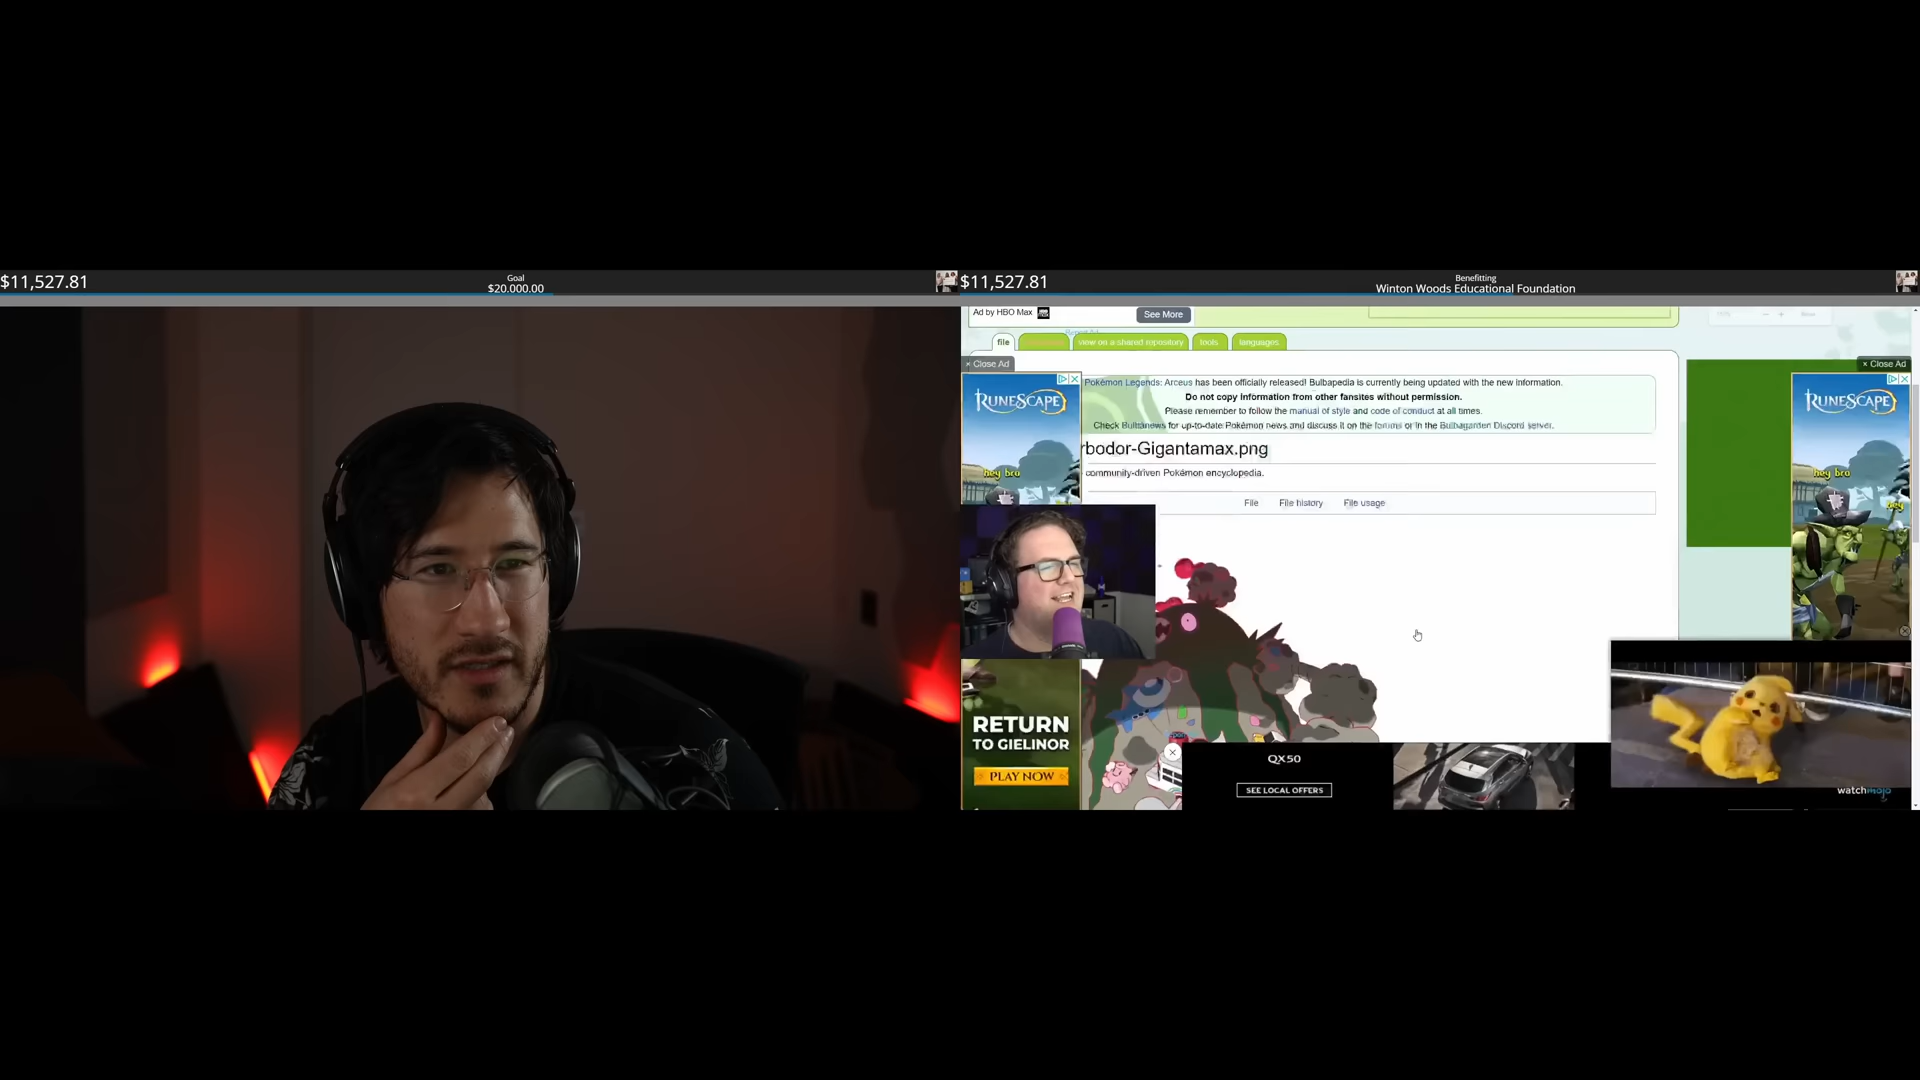 $11,527.81
Goal
$20.000.00
$11,527.81
Benefitting
Winton Woods Educational Foundation
Ad by HBO Max
See More
file
view on a shared repository
tools
languages
× Close Ad
× Close Ad
Pokémon Legends: Arceus has been officially released! Bulbapedia is currently being updated with the new information.
Do not copy information from other fansites without permission.
Please remember to follow the manual of style and code of conduct at all times.
Check Bulbanews for up-to-date Pokémon news and discuss it on the forums or in the Bulbagarden Discord server.
RUNESCAPE
RUNESCAPE
rbodor-Gigantamax.png
community-driven Pokémon encyclopedia.
hey bro
hey bro
hey
File
File history
File usage
RETURN
TO GIELINOR
PLAY NOW
QX50
SEE LOCAL OFFERS
watchmojo